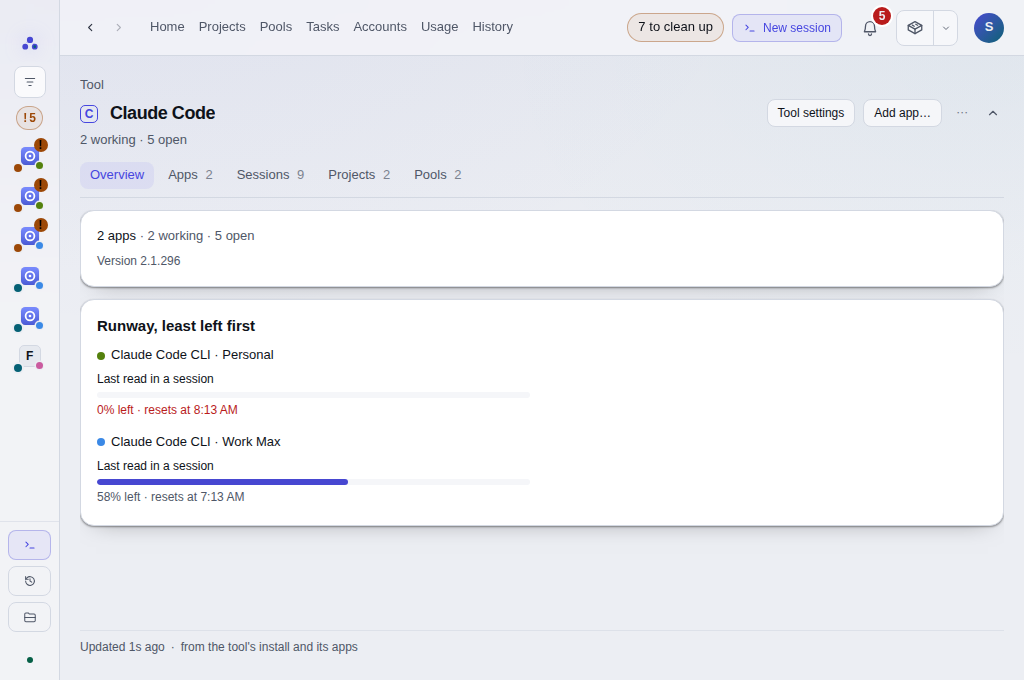 Home Projects Pools Tasks Accounts Usage History
7 to clean up
New session
5
S
! 5
!
!
!
F
Tool
C Claude Code
Tool settings
Add app…
2 working · 5 open
Overview
Apps 2
Sessions 9
Projects 2
Pools 2
2 apps · 2 working · 5 open
Version 2.1.296
Runway, least left first
Claude Code CLI · Personal
Last read in a session
0% left · resets at 8:13 AM
Claude Code CLI · Work Max
Last read in a session
58% left · resets at 7:13 AM
Updated 1s ago · from the tool's install and its apps